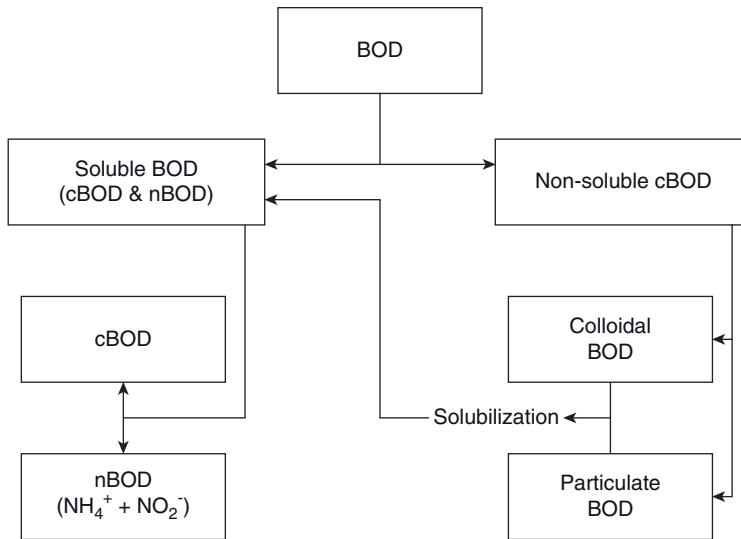 BOD
Soluble BOD
(cBOD & nBOD)
Non-soluble cBOD
cBOD
Colloidal
BOD
Solubilization
nBOD
(NH₄⁺ + NO₂⁻)
Particulate
BOD